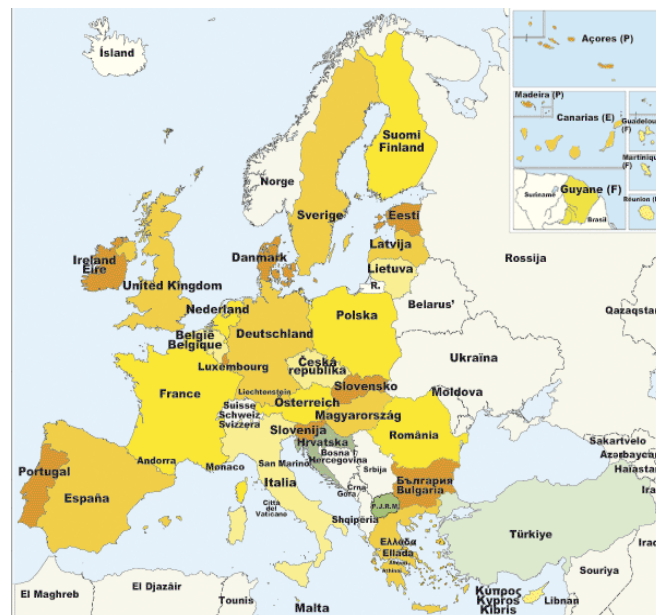 Ísland
Açores (P)
Madeira (P)
Canarias (E)
(F)
Martinique
(F)
Suriname
Guyane (F)
Brasil
Suomi
Finland
Norge
Sverige
Eesti
Latvija
Lietuva
R.
Danmark
Ireland
Éire
United Kingdom
Nederland
België
Belgique
Luxembourg
Deutschland
Polska
Belarus'
Rossija
Ukraïna
Qazaqstan
Česká
republika
Slovensko
Liechtenstein
Österreich
Magyarország
Moldova
France
Suisse
Schweiz
Svizzera
Slovenija
Hrvatska
Bosna i
Hercegovina
România
Andorra
Monaco
San Marino
Srbija
Crna
Gora
Sakartvelo
Portugal
España
Italia
Città
del
Vaticano
Shqipëria
F.J.R.M.
България
Bulgaria
Türkiye
Ελλάδα
Ellada
El Maghreb
El Djazâir
Tounis
Malta
Κύπρος
Kypros
Kibris
Souriya
Libnan